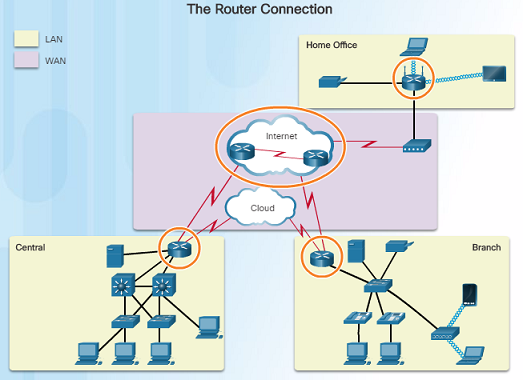 The Router Connection
LAN
WAN
Home Office
Internet
Cloud
Central
Branch